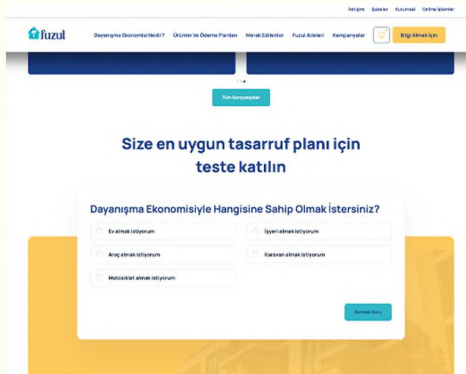 İletişim Şubeler Kurumsal Online İşlemler
fuzul
Dayanışma Ekonomisi Nedir? Ürünler Ve Ödeme Planları Merak Edilenler Fuzul Aileleri Kampanyalar Bilgi Almak İçin
Tüm Kampanyalar
Size en uygun tasarruf planı için
teste katılın
Dayanışma Ekonomisiyle Hangisine Sahip Olmak İstersiniz?
Ev almak istiyorum İşyeri almak istiyorum
Araç almak istiyorum Karavan almak istiyorum
Motosiklet almak istiyorum
Sonraki Soru